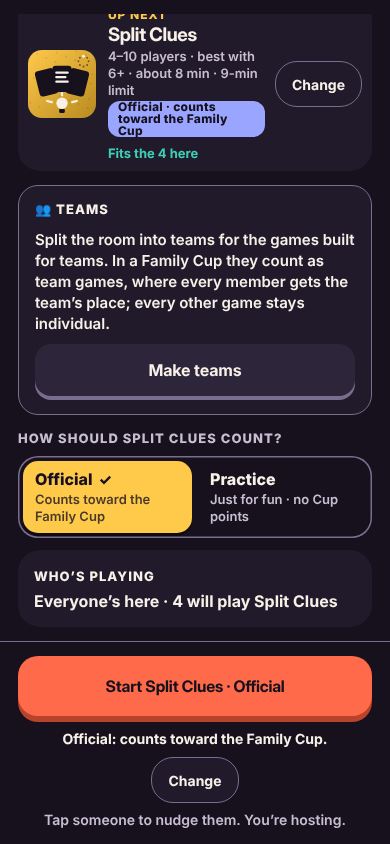 UP NEXT
Split Clues
4–10 players · best with
6+ · about 8 min · 9-min
limit
Official · counts
toward the Family
Cup
Fits the 4 here
Change
👥 TEAMS
Split the room into teams for the games built
for teams. In a Family Cup they count as
team games, where every member gets the
team’s place; every other game stays
individual.
Make teams
HOW SHOULD SPLIT CLUES COUNT?
Official ✓
Counts toward the
Family Cup
Practice
Just for fun · no Cup
points
WHO’S PLAYING
Everyone’s here · 4 will play Split Clues
Start Split Clues · Official
Official: counts toward the Family Cup.
Change
Tap someone to nudge them. You’re hosting.